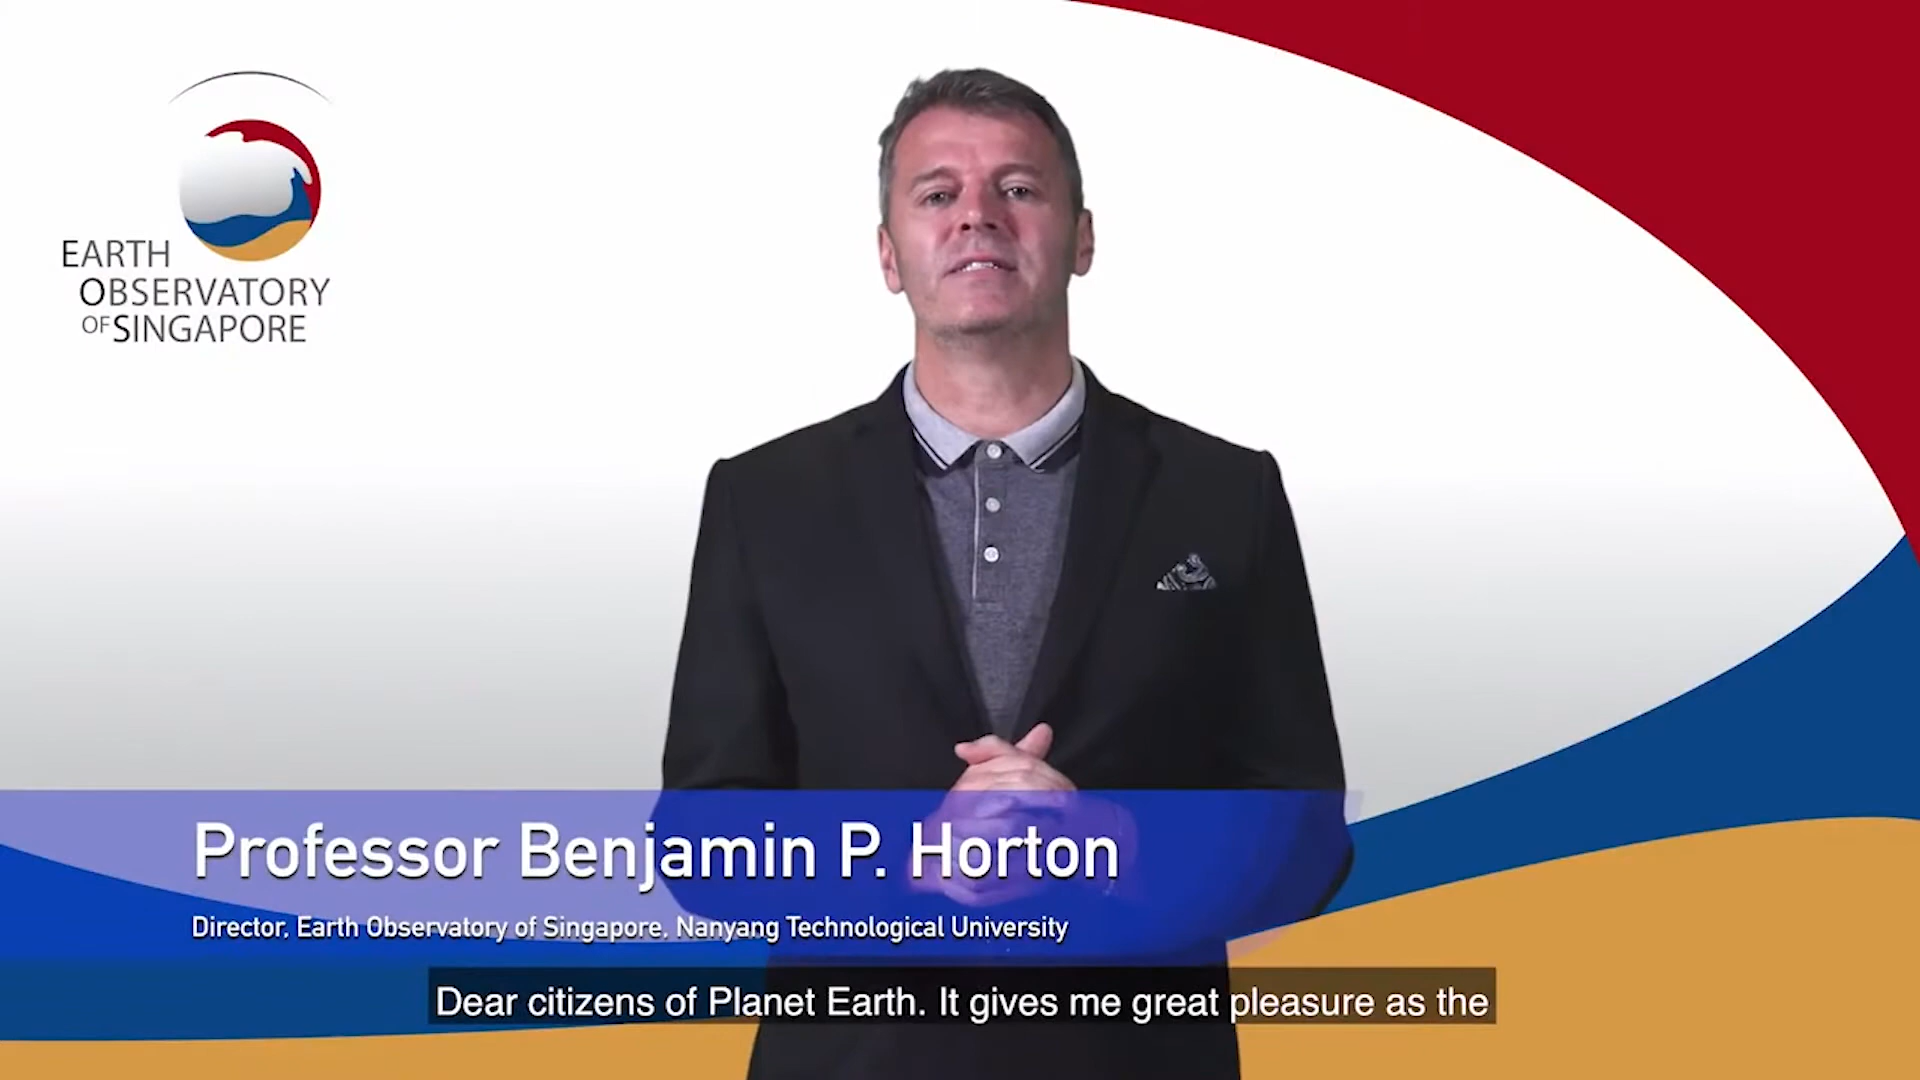 EARTH
OBSERVATORY
OF SINGAPORE
Professor Benjamin P. Horton
Director, Earth Observatory of Singapore, Nanyang Technological University
Dear citizens of Planet Earth. It gives me great pleasure as the